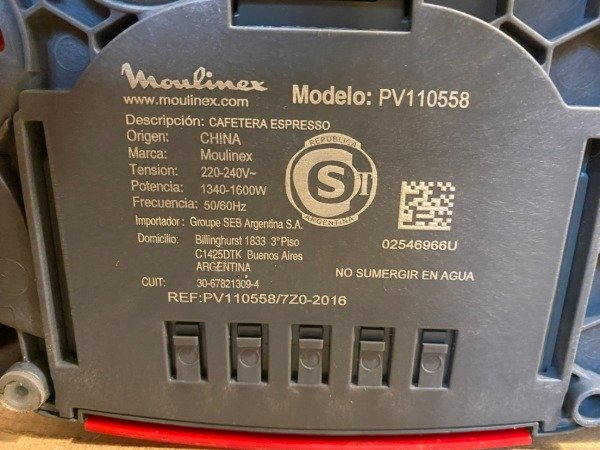 Moulinex
www.moulinex.com
Modelo: PV110558
Descripción: CAFETERA ESPRESSO
Origen: CHINA
Marca: Moulinex
Tension: 220-240V~
Potencia: 1340-1600W
Frecuencia: 50/60Hz
REPUBLICA
S
ARGENTINA
02546966U
Importador : Groupe SEB Argentina S.A.
Domicilio: Billinghurst 1833 3°Piso
C1425DTK Buenos Aires
ARGENTINA
CUIT: 30-67821309-4
NO SUMERGIR EN AGUA
REF:PV110558/7Z0-2016